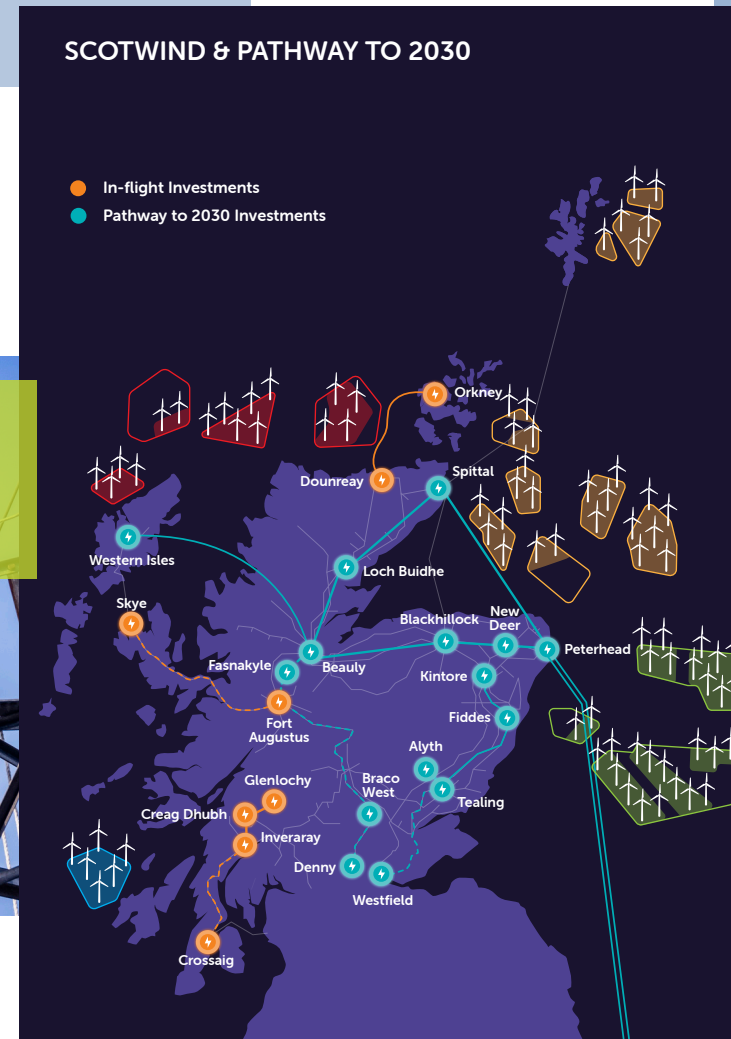 SCOTWIND & PATHWAY TO 2030
In-flight Investments
Pathway to 2030 Investments
Orkney
Spittal
Dounreay
Western Isles
Loch Buidhe
Skye
Blackhillock
New
Deer
Peterhead
Fasnakyle
Beauly
Kintore
Fort
Augustus
Fiddes
Alyth
Glenlochy
Braco
West
Tealing
Creag Dhubh
Inveraray
Denny
Westfield
Crossaig